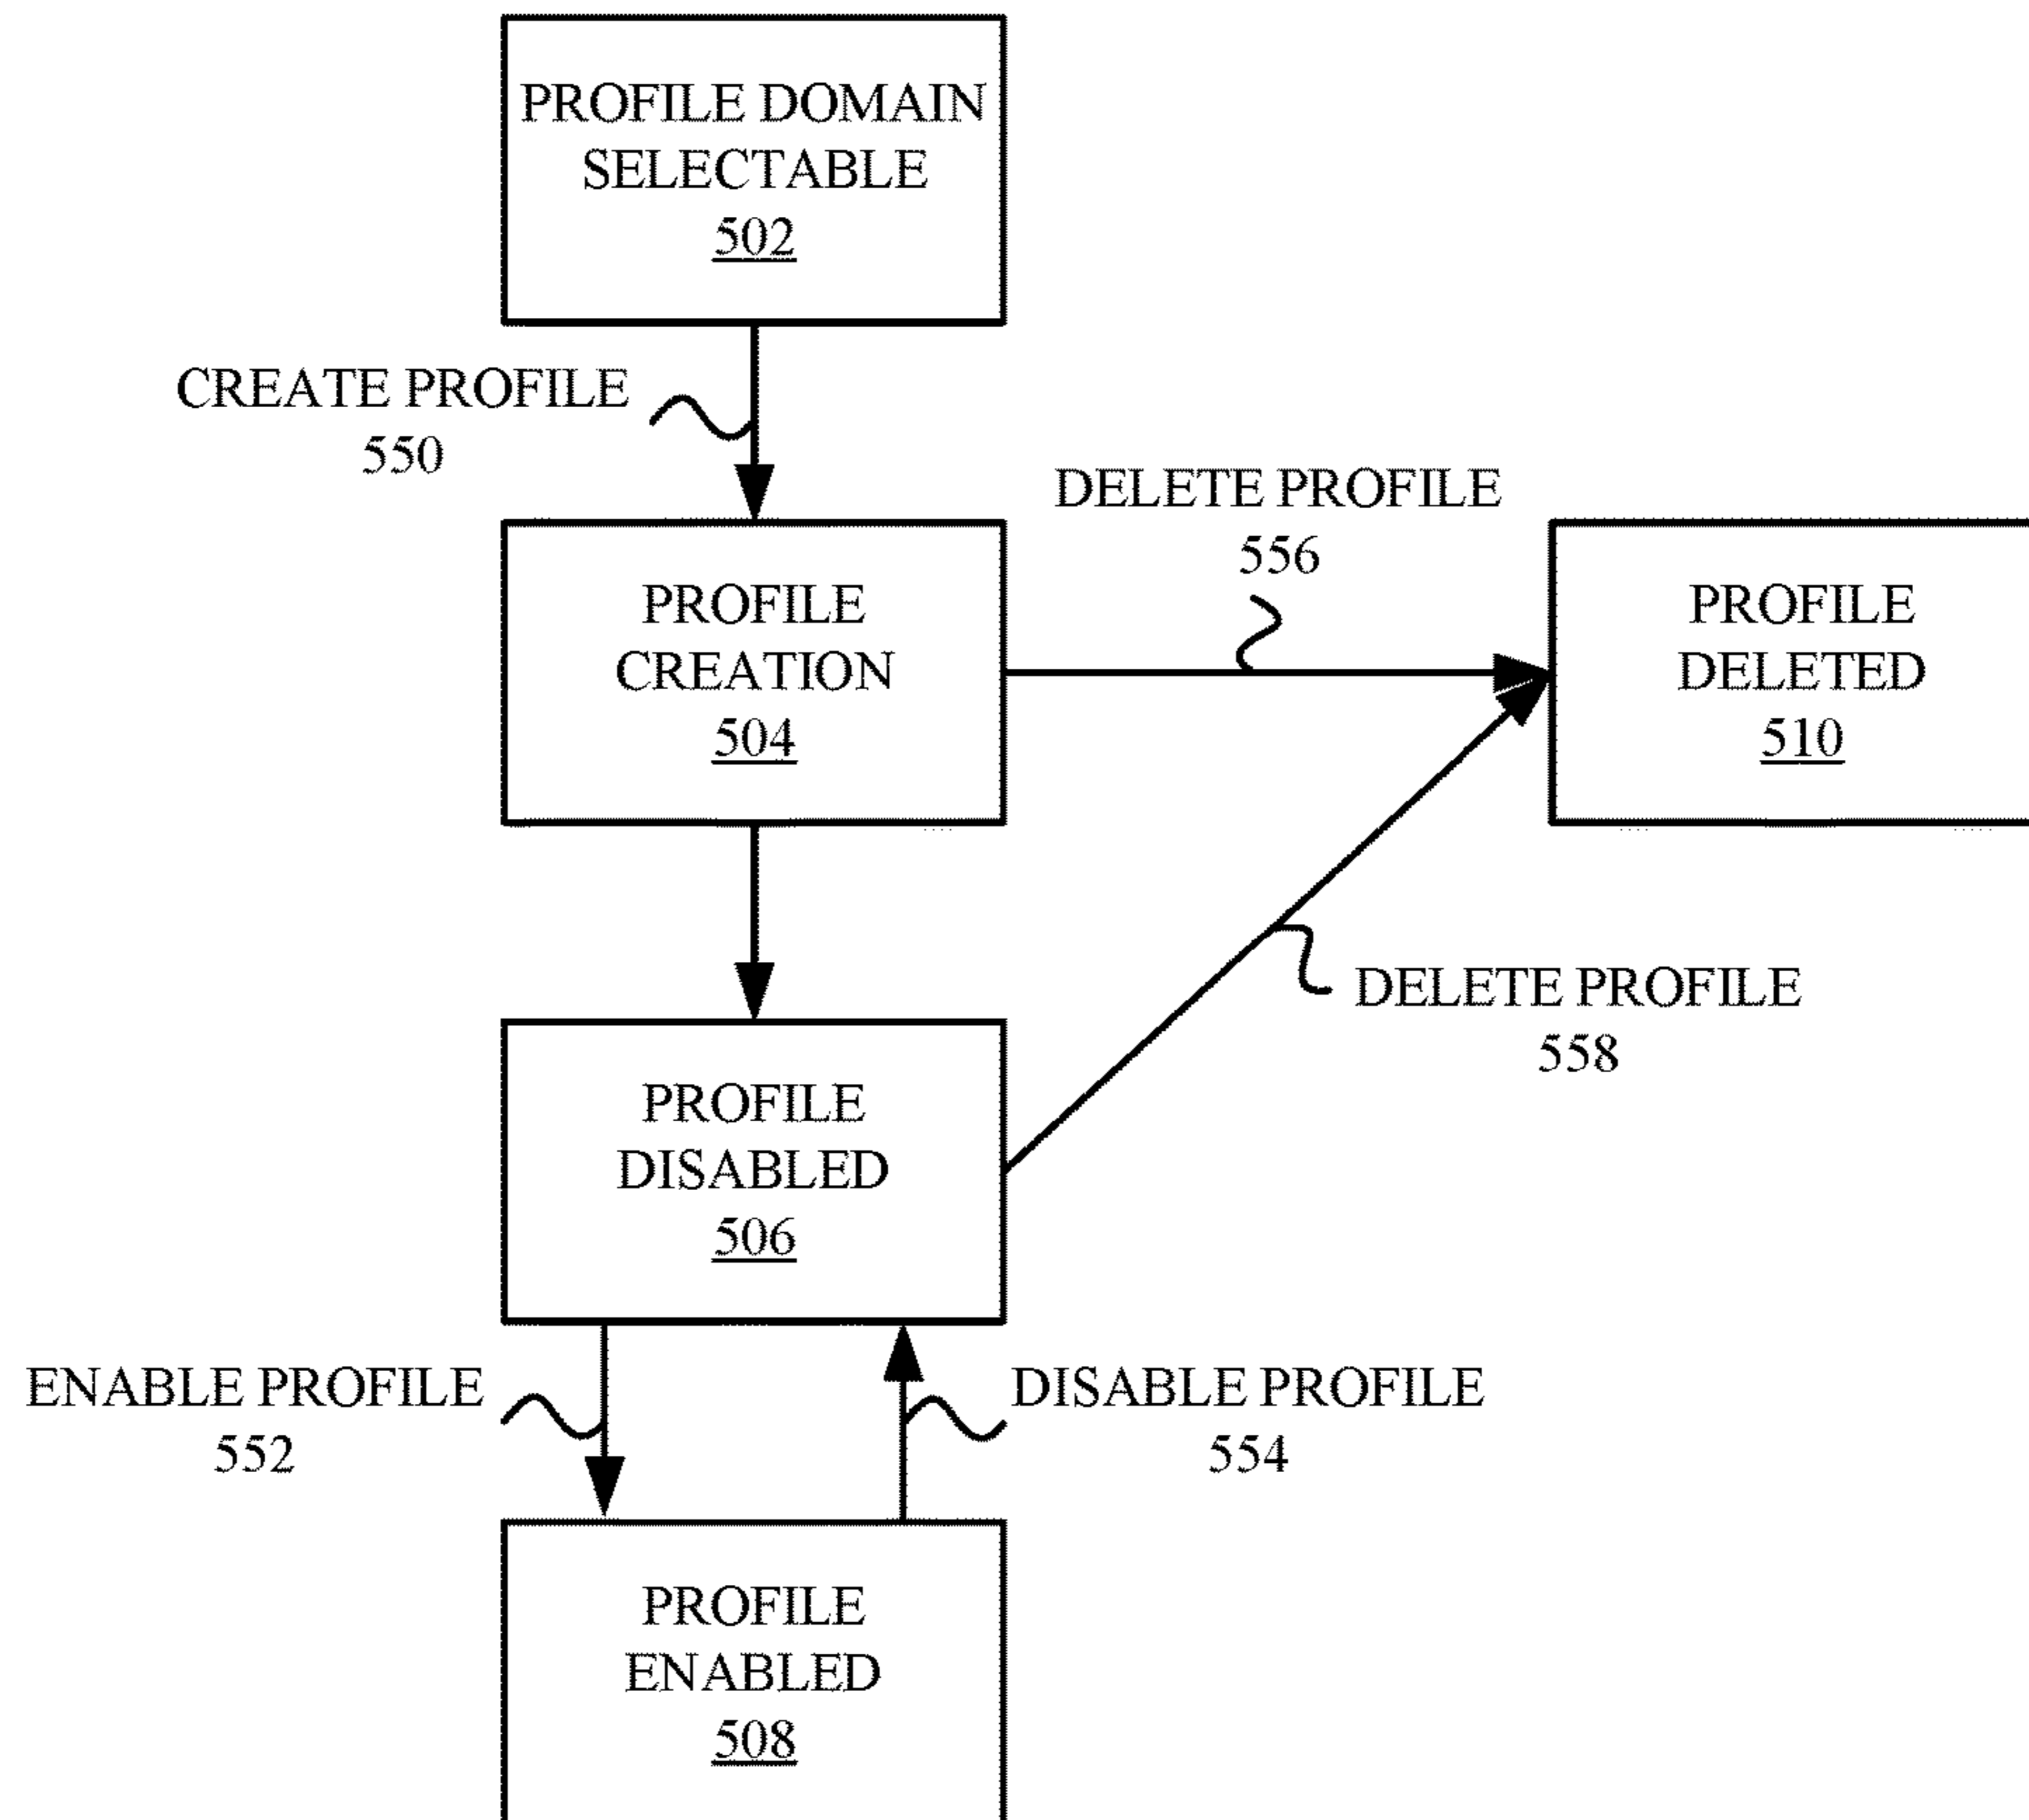 PROFILE DOMAIN
SELECTABLE
502
CREATE PROFILE
550
DELETE PROFILE
556
PROFILE
CREATION
504
PROFILE
DELETED
510
DELETE PROFILE
558
PROFILE
DISABLED
506
ENABLE PROFILE
552
DISABLE PROFILE
554
PROFILE
ENABLED
508